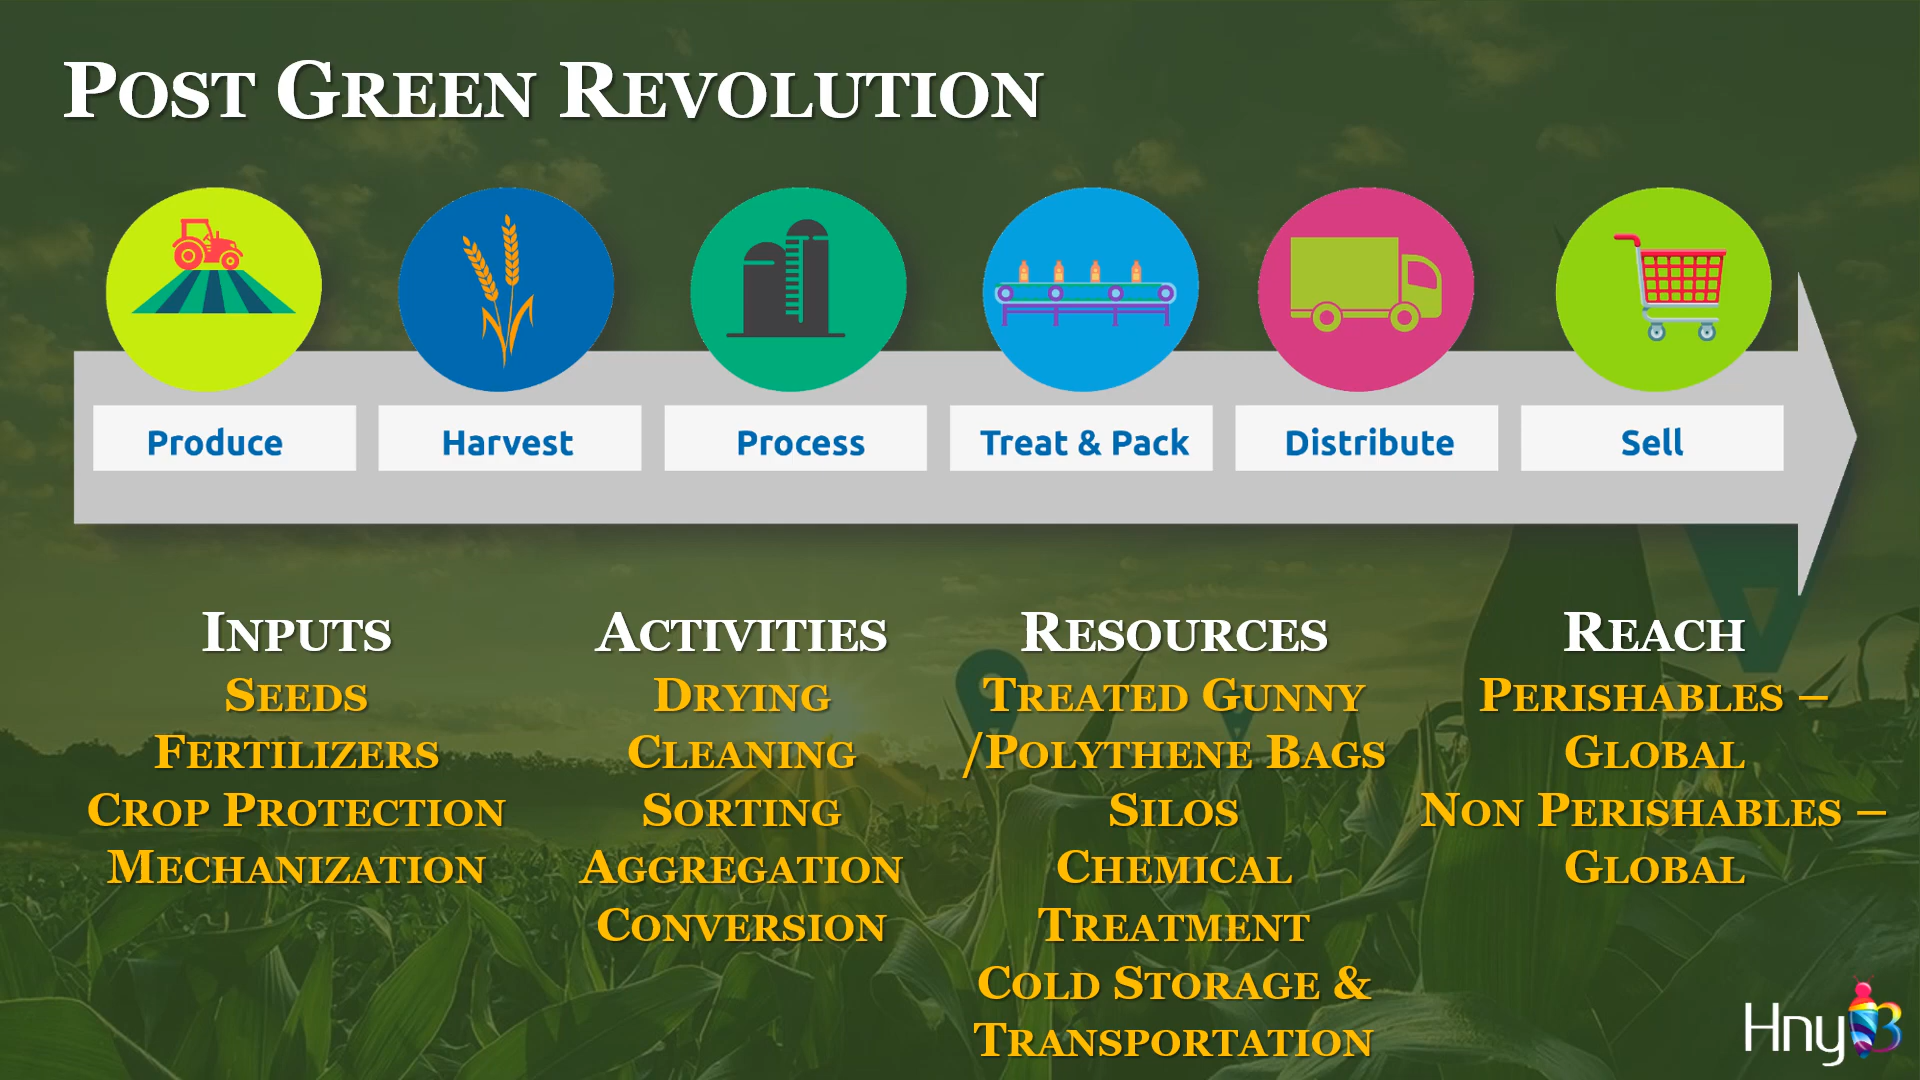 POST GREEN REVOLUTION
Produce
Harvest
Process
Treat & Pack
Distribute
Sell
INPUTS
SEEDS
FERTILIZERS
CROP PROTECTION
MECHANIZATION
ACTIVITIES
DRYING
CLEANING
SORTING
AGGREGATION
CONVERSION
RESOURCES
TREATED GUNNY
/POLYTHENE BAGS
SILOS
CHEMICAL
TREATMENT
COLD STORAGE &
TRANSPORTATION
REACH
PERISHABLES –
GLOBAL
NON PERISHABLES –
GLOBAL
HnyB